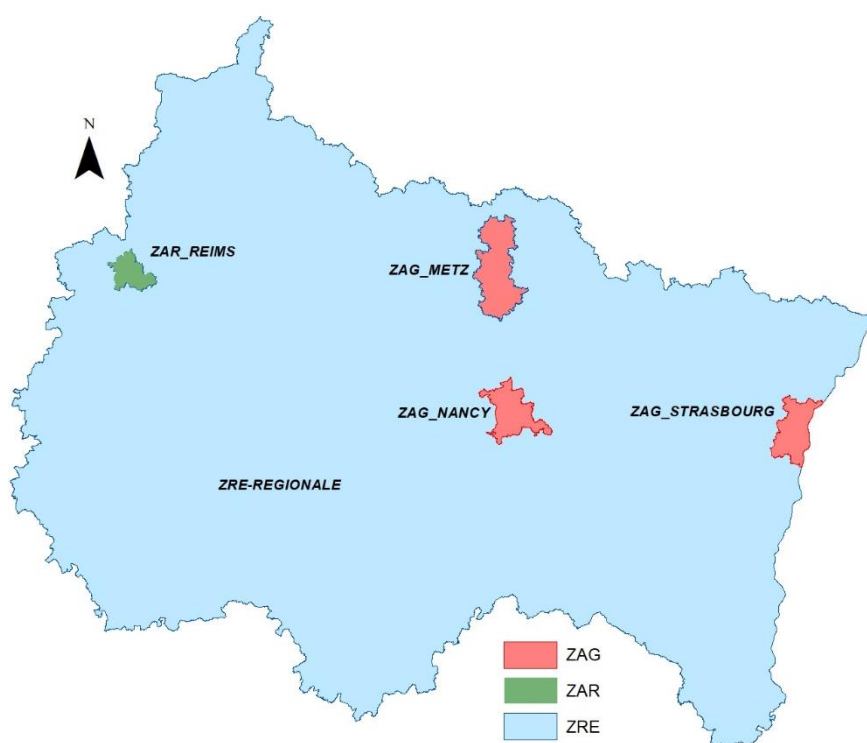 N
ZAR_REIMS
ZAG_METZ
ZAG_NANCY
ZAG_STRASBOURG
ZRE-REGIONALE
ZAG
ZAR
ZRE